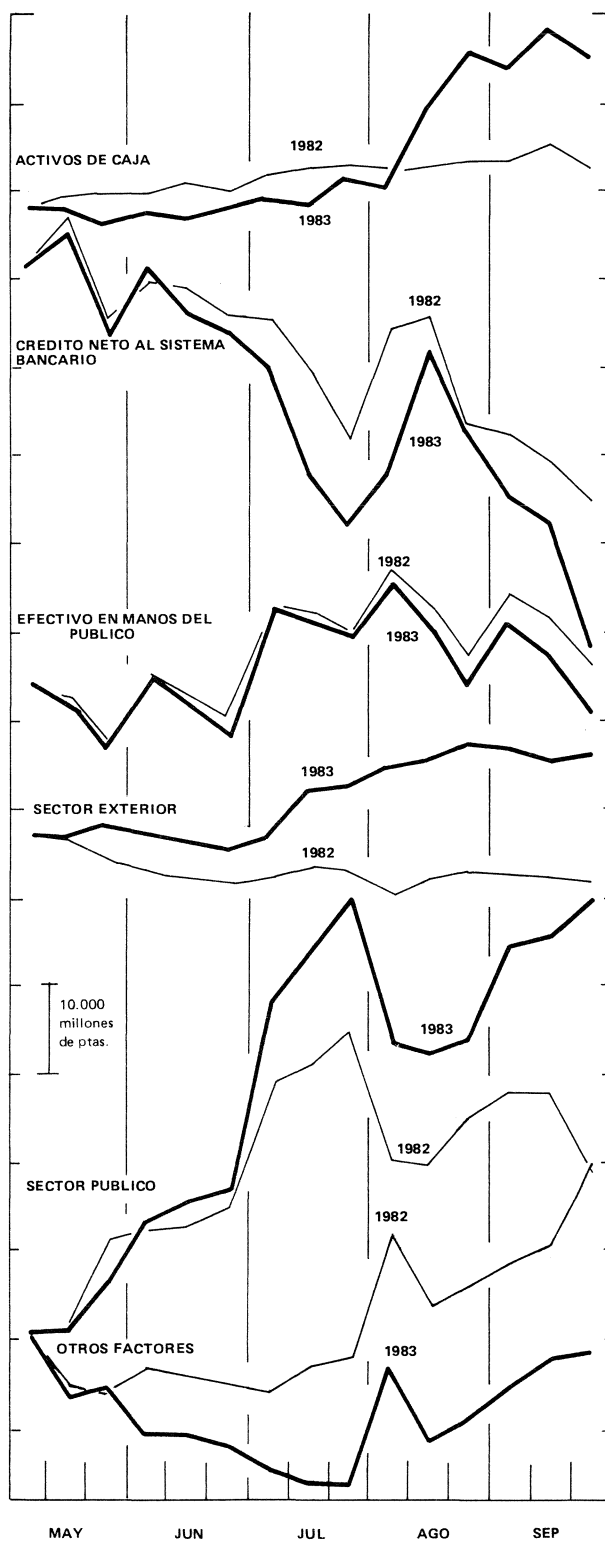 1982
ACTIVOS DE CAJA
1983
1982
CREDITO NETO AL SISTEMA
BANCARIO
1983
1982
EFECTIVO EN MANOS DEL
PUBLICO
1983
1983
SECTOR EXTERIOR
1982
10.000
millones
de ptas.
1983
1982
SECTOR PUBLICO
1982
OTROS FACTORES
1983
MAY JUN JUL AGO SEP